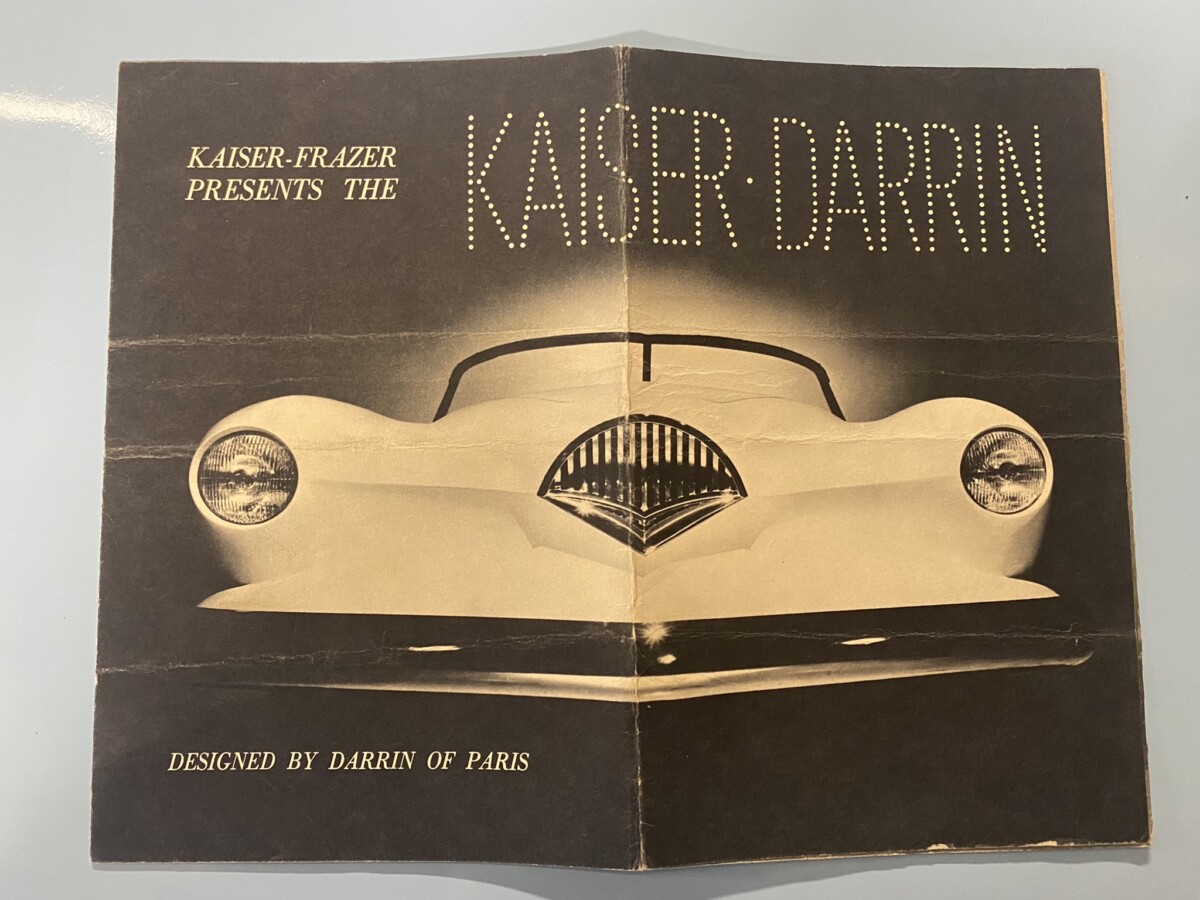 KAISER-FRAZER
PRESENTS THE
KAISER·DARRIN
DESIGNED BY DARRIN OF PARIS